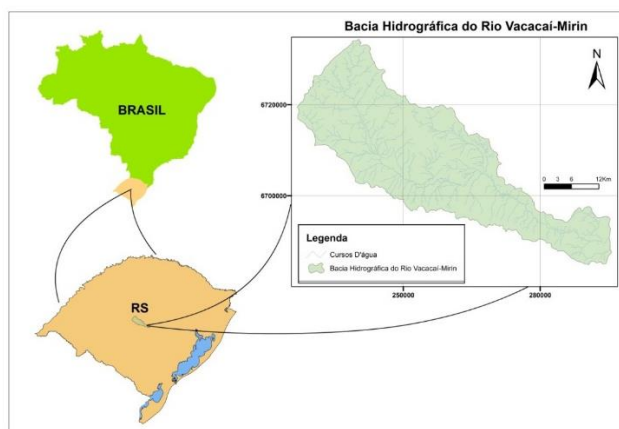 Bacia Hidrográfica do Rio Vacacaí-Mirin
BRASIL
N
6720000
6700000
0 3 6 12Km
Legenda
Cursos D'água
Bacia Hidrográfica do Rio Vacacaí-Mirin
250000 280000
RS